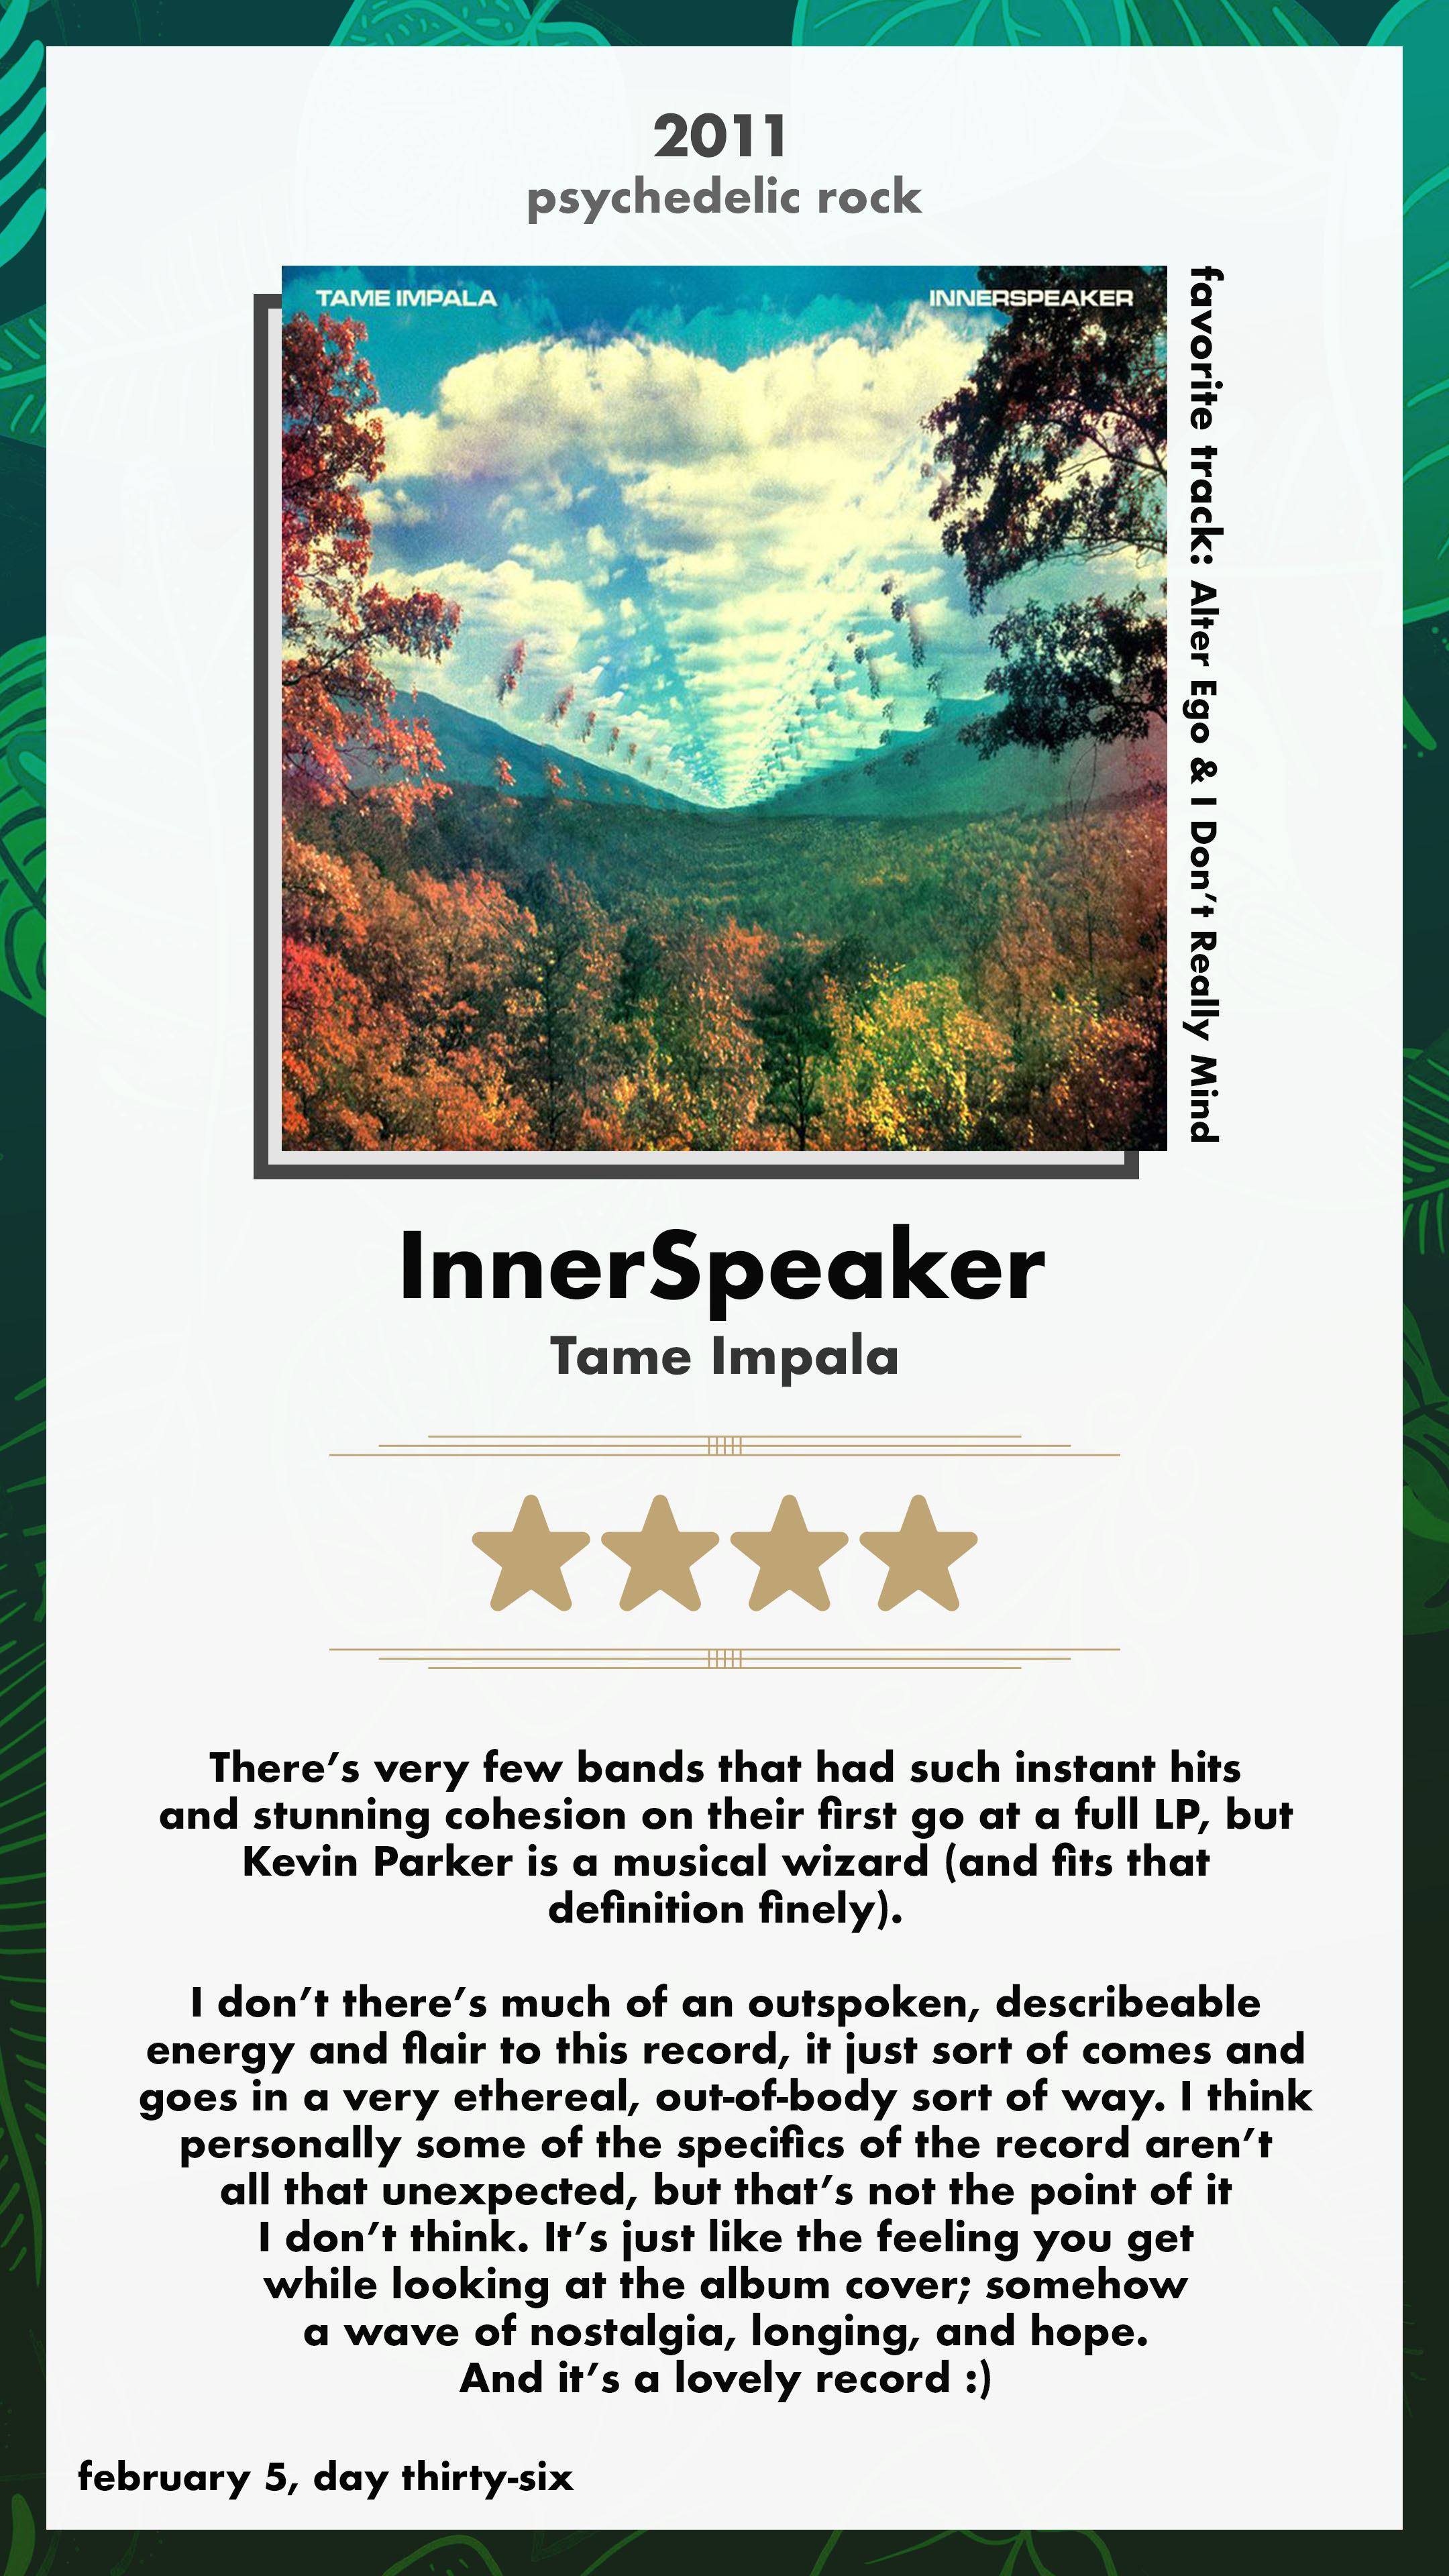 2011
psychedelic rock
TAME IMPALA
INNERSPEAKER
favorite track: Alter Ego & I Don't Really Mind
InnerSpeaker
Tame Impala
There's very few bands that had such instant hits
and stunning cohesion on their first go at a full LP, but
Kevin Parker is a musical wizard (and fits that
definition finely).
I don't there's much of an outspoken, describeable
energy and flair to this record, it just sort of comes and
goes in a very ethereal, out-of-body sort of way. I think
personally some of the specifics of the record aren't
all that unexpected, but that's not the point of it
I don't think. It's just like the feeling you get
while looking at the album cover; somehow
a wave of nostalgia, longing, and hope.
And it's a lovely record :)
february 5, day thirty-six